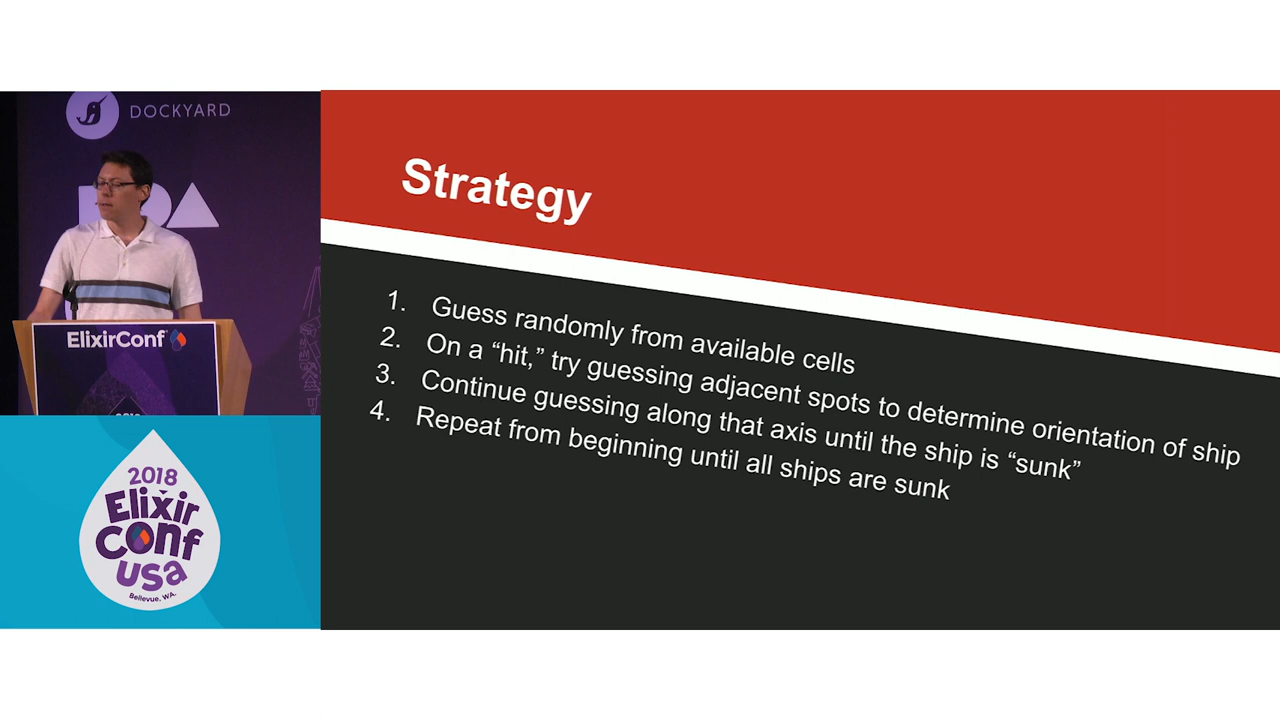 DOCKYARD
ElixirConf
2018
Elixir
Conf
USA
Bellevue, WA.
Strategy
1. Guess randomly from available cells
2. On a “hit,” try guessing adjacent spots to determine orientation of ship
3. Continue guessing along that axis until the ship is “sunk”
4. Repeat from beginning until all ships are sunk